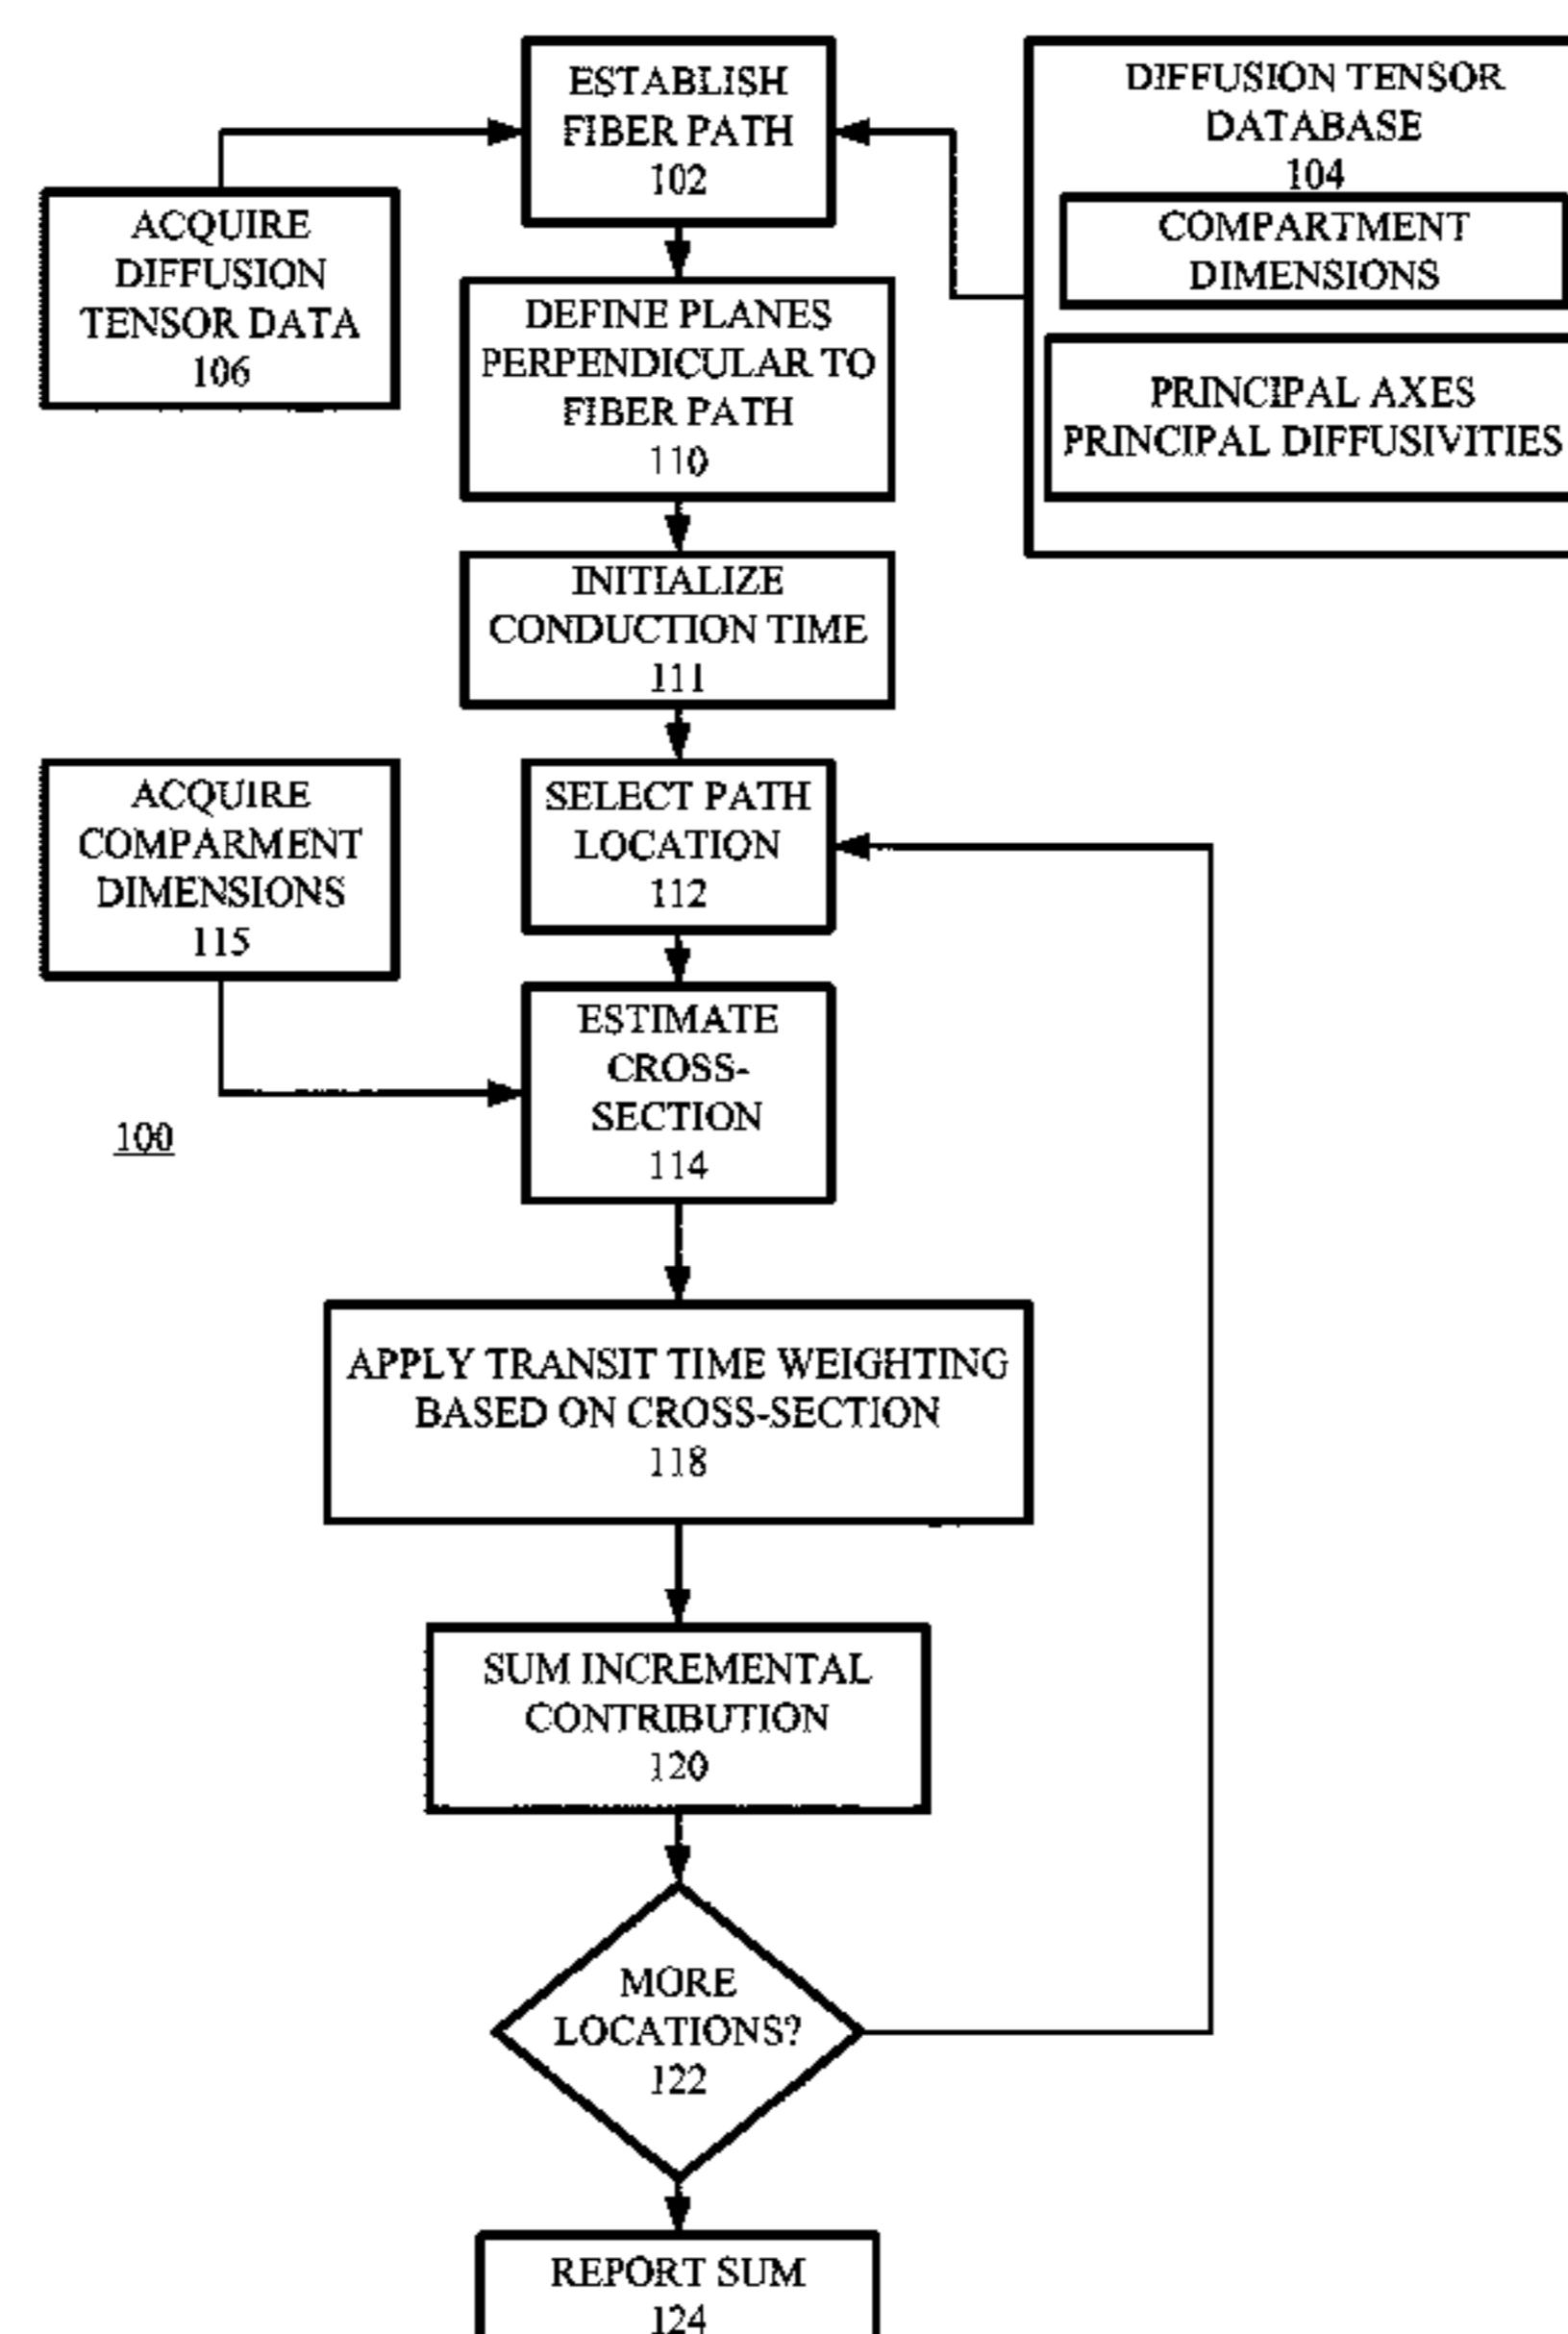 ESTABLISH
FIBER PATH
102
DIFFUSION TENSOR
DATABASE
104
COMPARTMENT
DIMENSIONS
PRINCIPAL AXES
PRINCIPAL DIFFUSIVITIES
ACQUIRE
DIFFUSION
TENSOR DATA
106
DEFINE PLANES
PERPENDICULAR TO
FIBER PATH
110
INITIALIZE
CONDUCTION TIME
111
SELECT PATH
LOCATION
112
ACQUIRE
COMPARMENT
DIMENSIONS
115
ESTIMATE
CROSS-
SECTION
114
100
APPLY TRANSIT TIME WEIGHTING
BASED ON CROSS-SECTION
118
SUM INCREMENTAL
CONTRIBUTION
120
MORE
LOCATIONS?
122
REPORT SUM
124